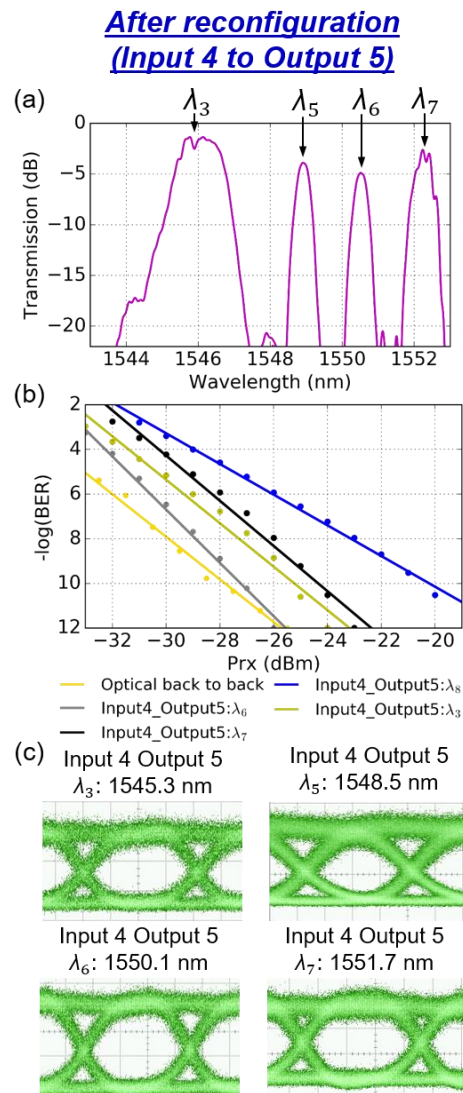 After reconfiguration
(Input 4 to Output 5)
(a)
λ3 λ5 λ6 λ7
0
−5
−10
−15
−20
Transmission (dB)
1544 1546 1548 1550 1552
Wavelength (nm)
(b)
2
4
6
8
10
12
-log(BER)
−32 −30 −28 −26 −24 −22 −20
Prx (dBm)
Optical back to back
Input4_Output5:λ8
Input4_Output5:λ6
Input4_Output5:λ3
Input4_Output5:λ7
(c)
Input 4 Output 5
λ3: 1545.3 nm
Input 4 Output 5
λ5: 1548.5 nm
Input 4 Output 5
λ6: 1550.1 nm
Input 4 Output 5
λ7: 1551.7 nm